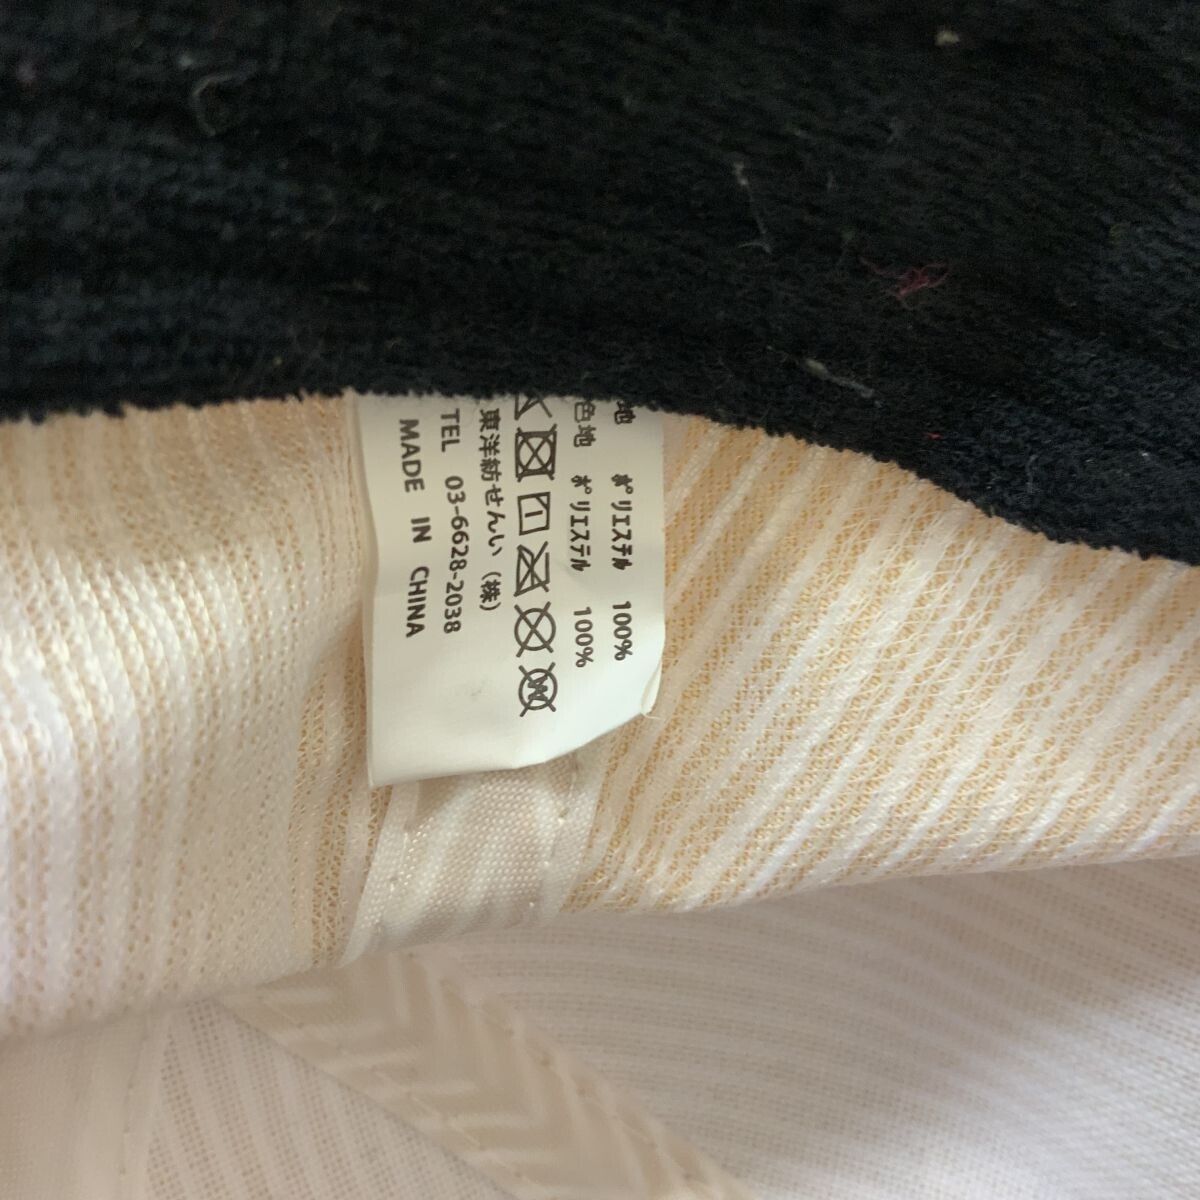 地 ポリエステル 100%
色地 ポリエステル 100%
東洋紡せんい（株）
TEL 03-6628-2038
MADE IN CHINA